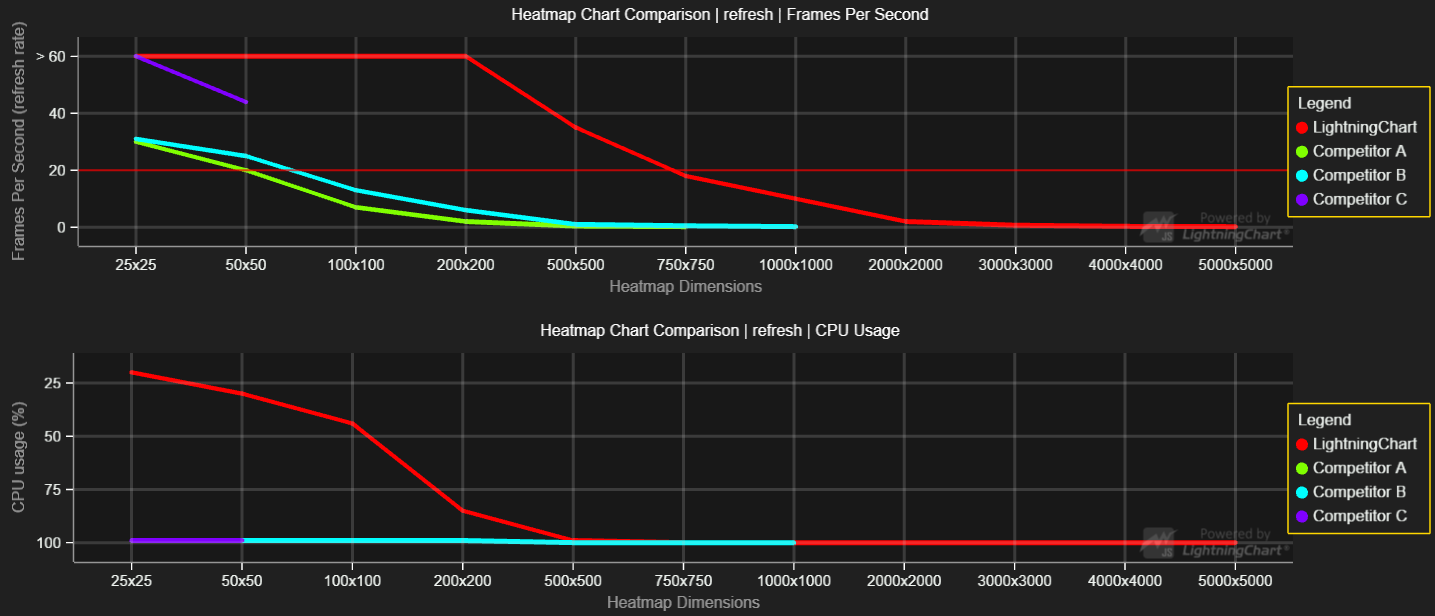 Heatmap Chart Comparison | refresh | Frames Per Second
Frames Per Second (refresh rate)
> 60
40
20
0
25x25 50x50 100x100 200x200 500x500 750x750 1000x1000 2000x2000 3000x3000 4000x4000 5000x5000
Heatmap Dimensions
Legend
LightningChart
Competitor A
Competitor B
Competitor C
Powered by
JS LightningChart®
Heatmap Chart Comparison | refresh | CPU Usage
CPU usage (%)
25
50
75
100
25x25 50x50 100x100 200x200 500x500 750x750 1000x1000 2000x2000 3000x3000 4000x4000 5000x5000
Heatmap Dimensions
Legend
LightningChart
Competitor A
Competitor B
Competitor C
Powered by
JS LightningChart®